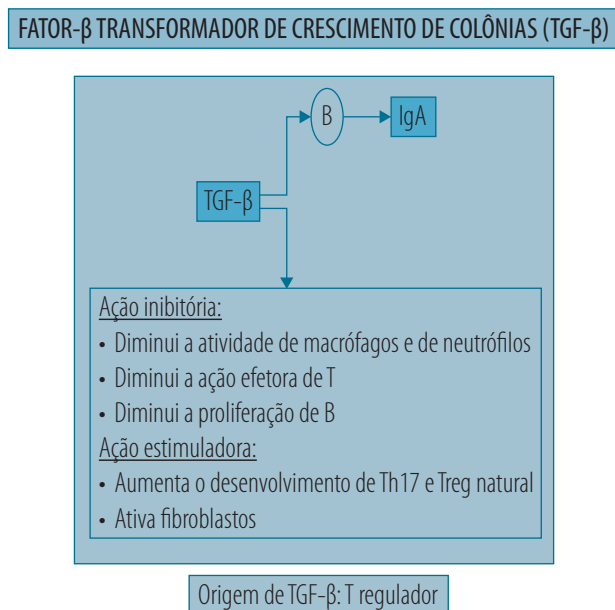 FATOR-β TRANSFORMADOR DE CRESCIMENTO DE COLÔNIAS (TGF-β)
B
IgA
TGF-β
Ação inibitória:
• Diminui a atividade de macrófagos e de neutrófilos
• Diminui a ação efetora de T
• Diminui a proliferação de B
Ação estimuladora:
• Aumenta o desenvolvimento de Th17 e Treg natural
• Ativa fibroblastos
Origem de TGF-β: T regulador